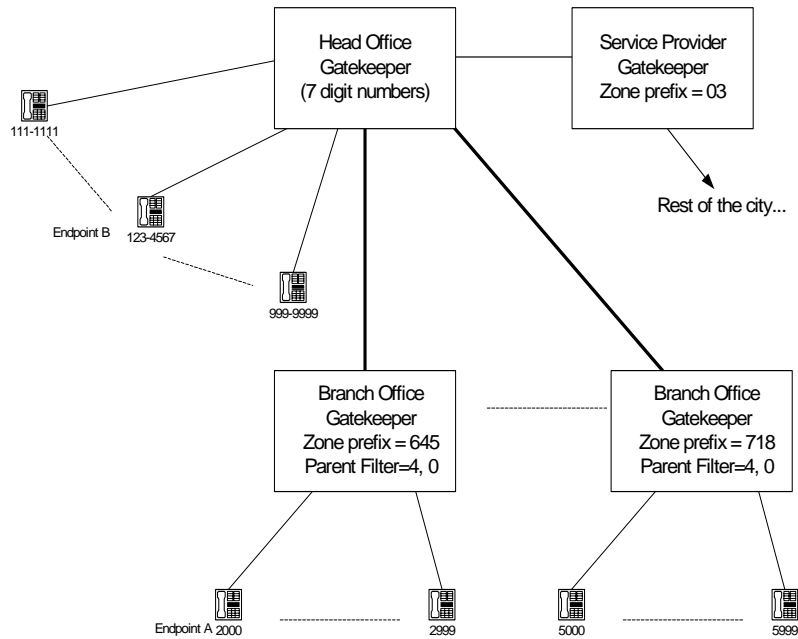 Head Office
Gatekeeper
(7 digit numbers)
Service Provider
Gatekeeper
Zone prefix = 03
111-1111
Rest of the city...
Endpoint B
123-4567
999-9999
Branch Office
Gatekeeper
Zone prefix = 645
Parent Filter=4, 0
Branch Office
Gatekeeper
Zone prefix = 718
Parent Filter=4, 0
Endpoint A
2000
2999
5000
5999